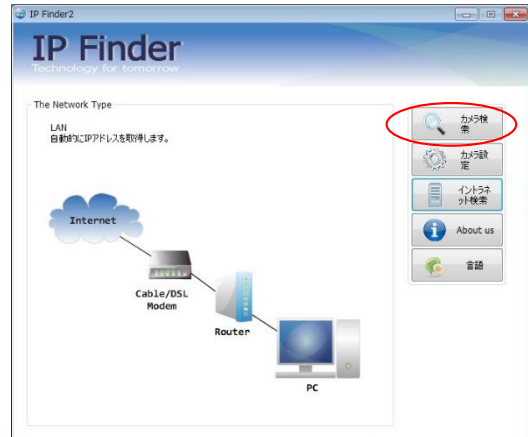 IP Finder2
IP Finder
Technology for tomorrow
The Network Type
LAN
自動的にIPアドレスを取得します。
Internet
Cable/DSL
Modem
Router
PC
カメラ検
索
カメラ設
定
イントラネ
ット検索
About us
言語